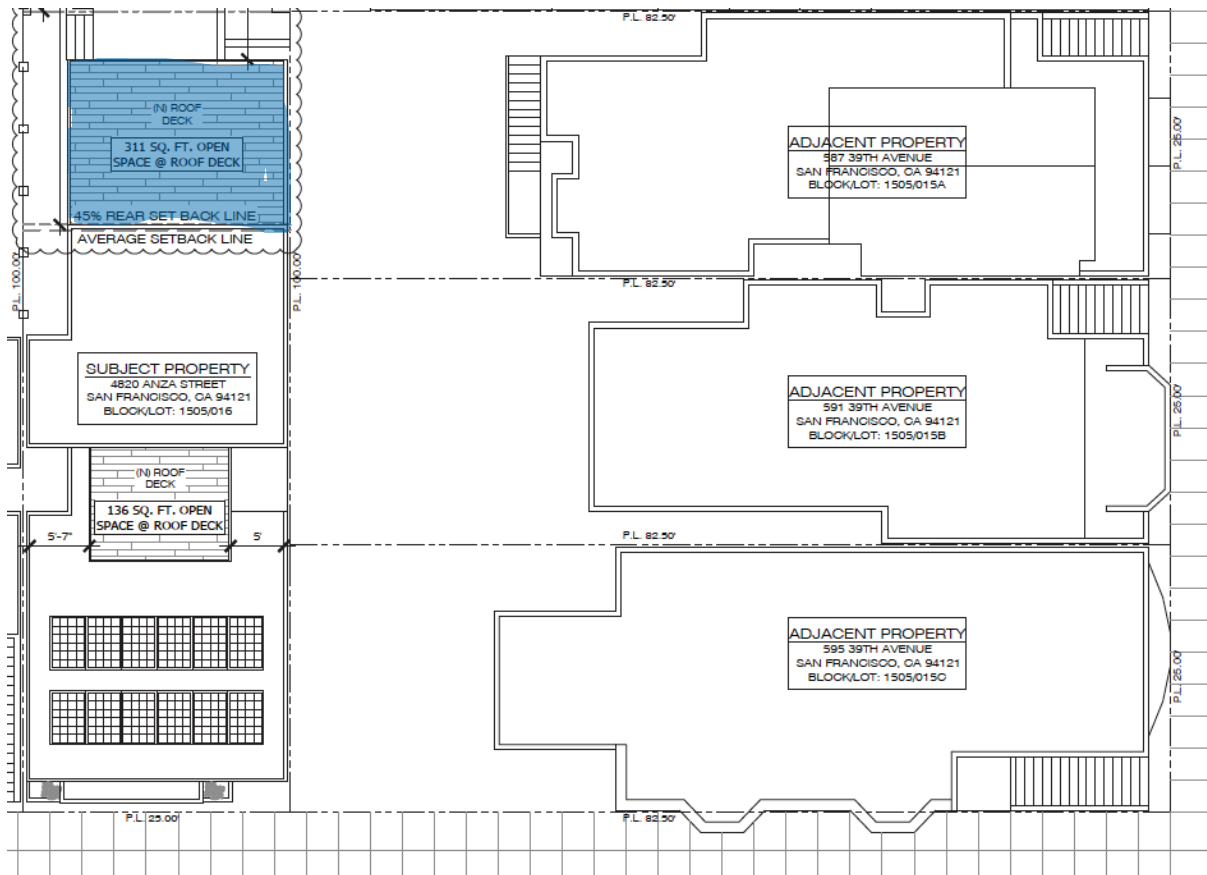 P.L. 82.50'
(N) ROOF
DECK
311 SQ. FT. OPEN
SPACE @ ROOF DECK
45% REAR SET BACK LINE
AVERAGE SETBACK LINE
P.L. 100.00'
P.L. 100.00'
ADJACENT PROPERTY
587 39TH AVENUE
SAN FRANCISCO, CA 94121
BLOCK/LOT: 1505/015A
P.L. 25.00'
P.L. 82.50'
SUBJECT PROPERTY
4820 ANZA STREET
SAN FRANCISCO, CA 94121
BLOCK/LOT: 1505/016
ADJACENT PROPERTY
591 39TH AVENUE
SAN FRANCISCO, CA 94121
BLOCK/LOT: 1505/015B
P.L. 25.00'
(N) ROOF
DECK
136 SQ. FT. OPEN
SPACE @ ROOF DECK
5'-7"
5'
P.L. 82.50'
ADJACENT PROPERTY
595 39TH AVENUE
SAN FRANCISCO, CA 94121
BLOCK/LOT: 1505/015C
P.L. 25.00'
P.L. 25.00'
P.L. 82.50'